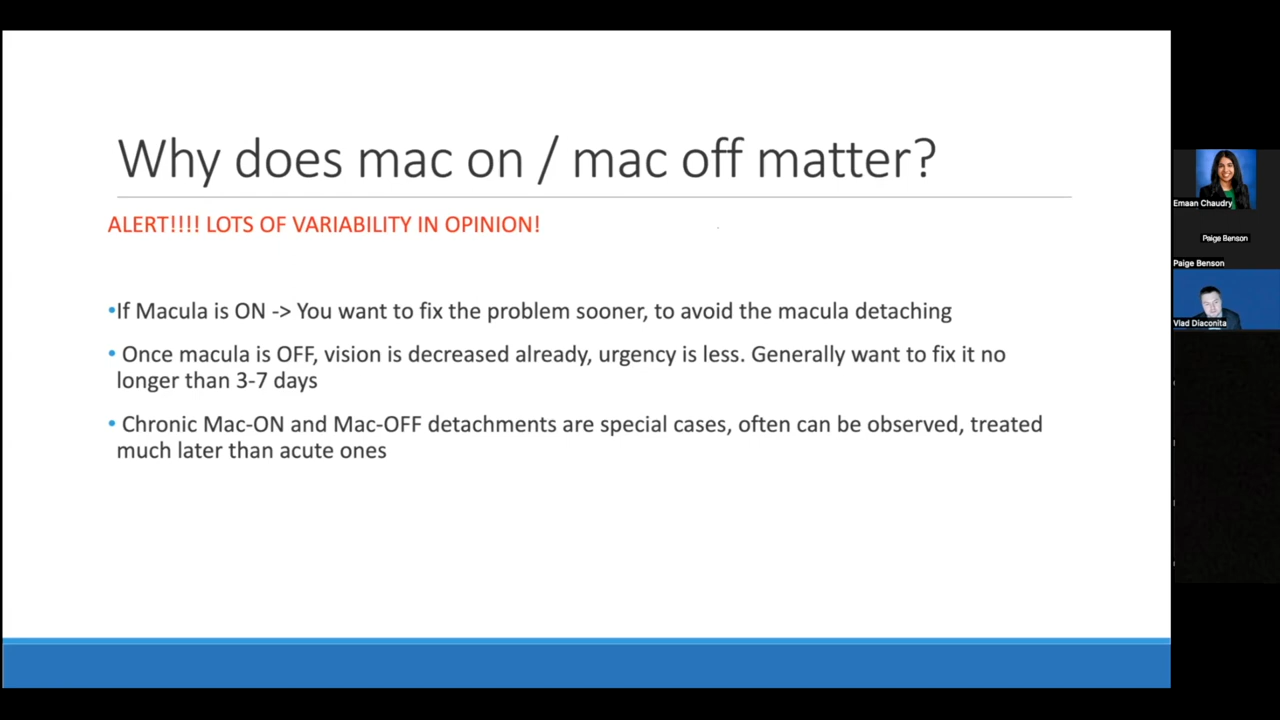 Why does mac on / mac off matter?
ALERT!!!! LOTS OF VARIABILITY IN OPINION!
•If Macula is ON -> You want to fix the problem sooner, to avoid the macula detaching
• Once macula is OFF, vision is decreased already, urgency is less. Generally want to fix it no
longer than 3-7 days
• Chronic Mac-ON and Mac-OFF detachments are special cases, often can be observed, treated
much later than acute ones
Emaan Chaudry
Paige Benson
Paige Benson
Vlad Diaconita